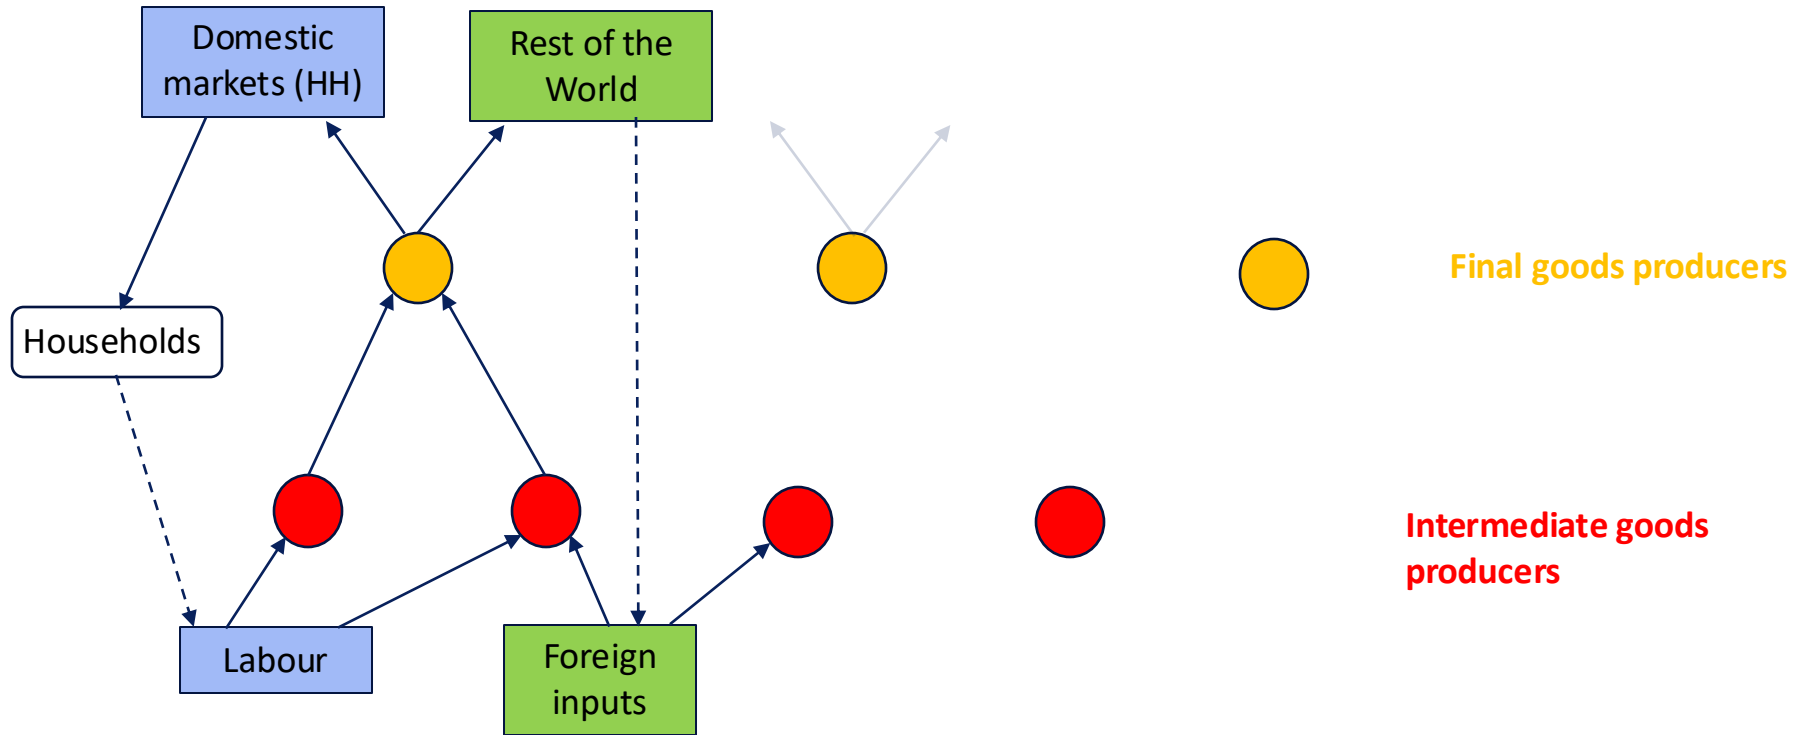 Domestic
markets (HH)
Rest of the
World
Final goods producers
Households
Intermediate goods
producers
Labour
Foreign
inputs